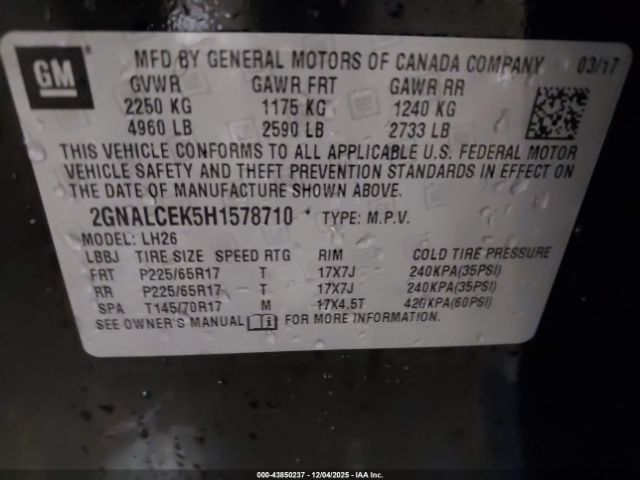 GM
MFD BY GENERAL MOTORS OF CANADA COMPANY 03/17
GVWR GAWR FRT GAWR RR
2250 KG 1175 KG 1240 KG
4960 LB 2590 LB 2733 LB
THIS VEHICLE CONFORMS TO ALL APPLICABLE U.S. FEDERAL MOTOR
VEHICLE SAFETY AND THEFT PREVENTION STANDARDS IN EFFECT ON
THE DATE OF MANUFACTURE SHOWN ABOVE.
2GNALCEK5H1578710 * TYPE: M.P.V.
MODEL: LH26
LBBJ TIRE SIZE SPEED RTG RIM COLD TIRE PRESSURE
FRT P225/65R17 T 17X7J 240KPA(35PSI)
RR P225/65R17 T 17X7J 240KPA(35PSI)
SPA T145/70R17 M 17X4.5T 420KPA(60PSI)
SEE OWNER'S MANUAL FOR MORE INFORMATION.
000-43850237 - 12/04/2025 - IAA Inc.